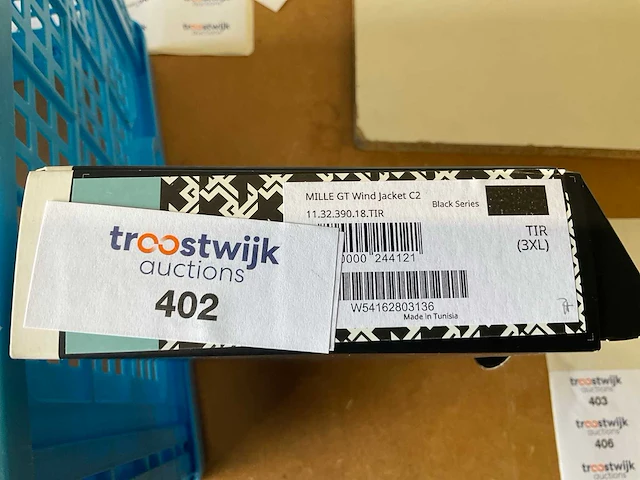 MILLE GT Wind Jacket C2
Black Series
11.32.390.18.TIR
TIR
(3XL)
0000 244121
W54162803136
Made in Tunisia
troostwijk
auctions
402
troostwijk
auctions
403
troostwijk
auctions
406
troostwijk
auctions